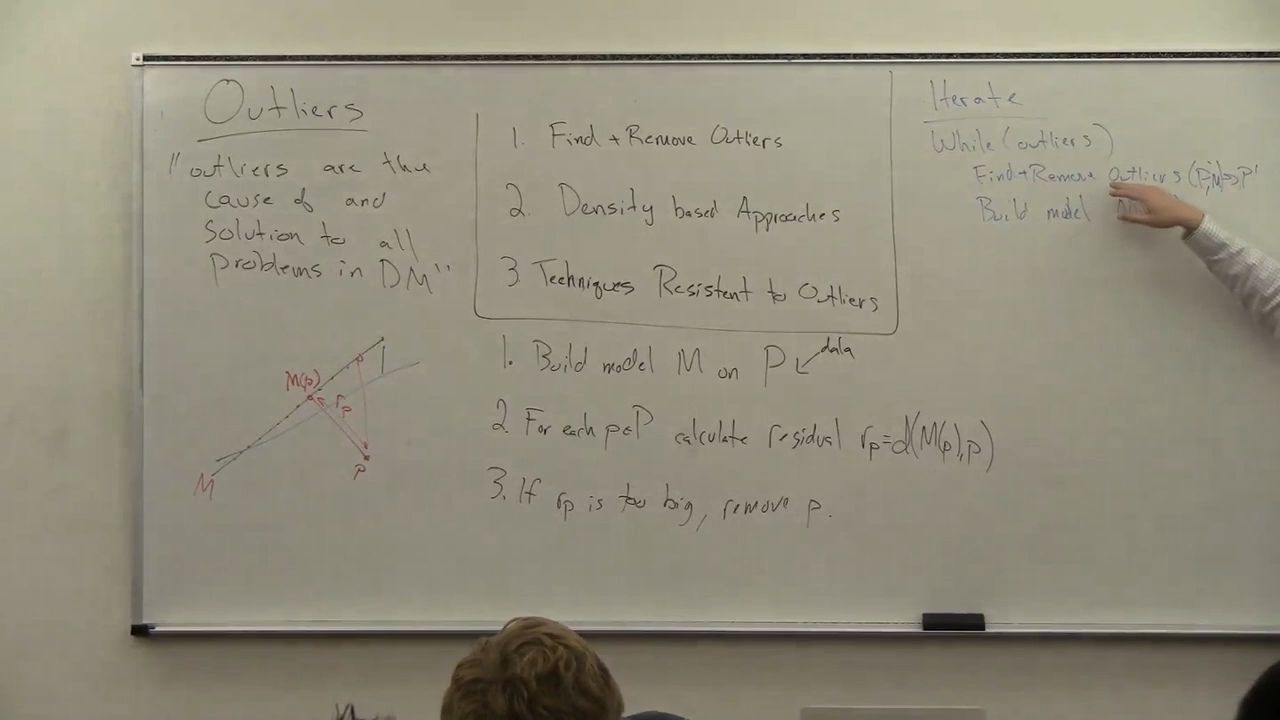 Outliers
"outliers are the
cause of and
solution to all
problems in DM"
1. Find + Remove Outliers
2. Density based Approaches
3 Techniques Resistent to Outliers
1. Build model M on P
data
2. For each p∈P calculate residual rp=d(M(p),p)
3. If rp is too big, remove p.
M(p)
rp
P
M
Iterate
While (outliers)
Find+Remove Outliers
Build model